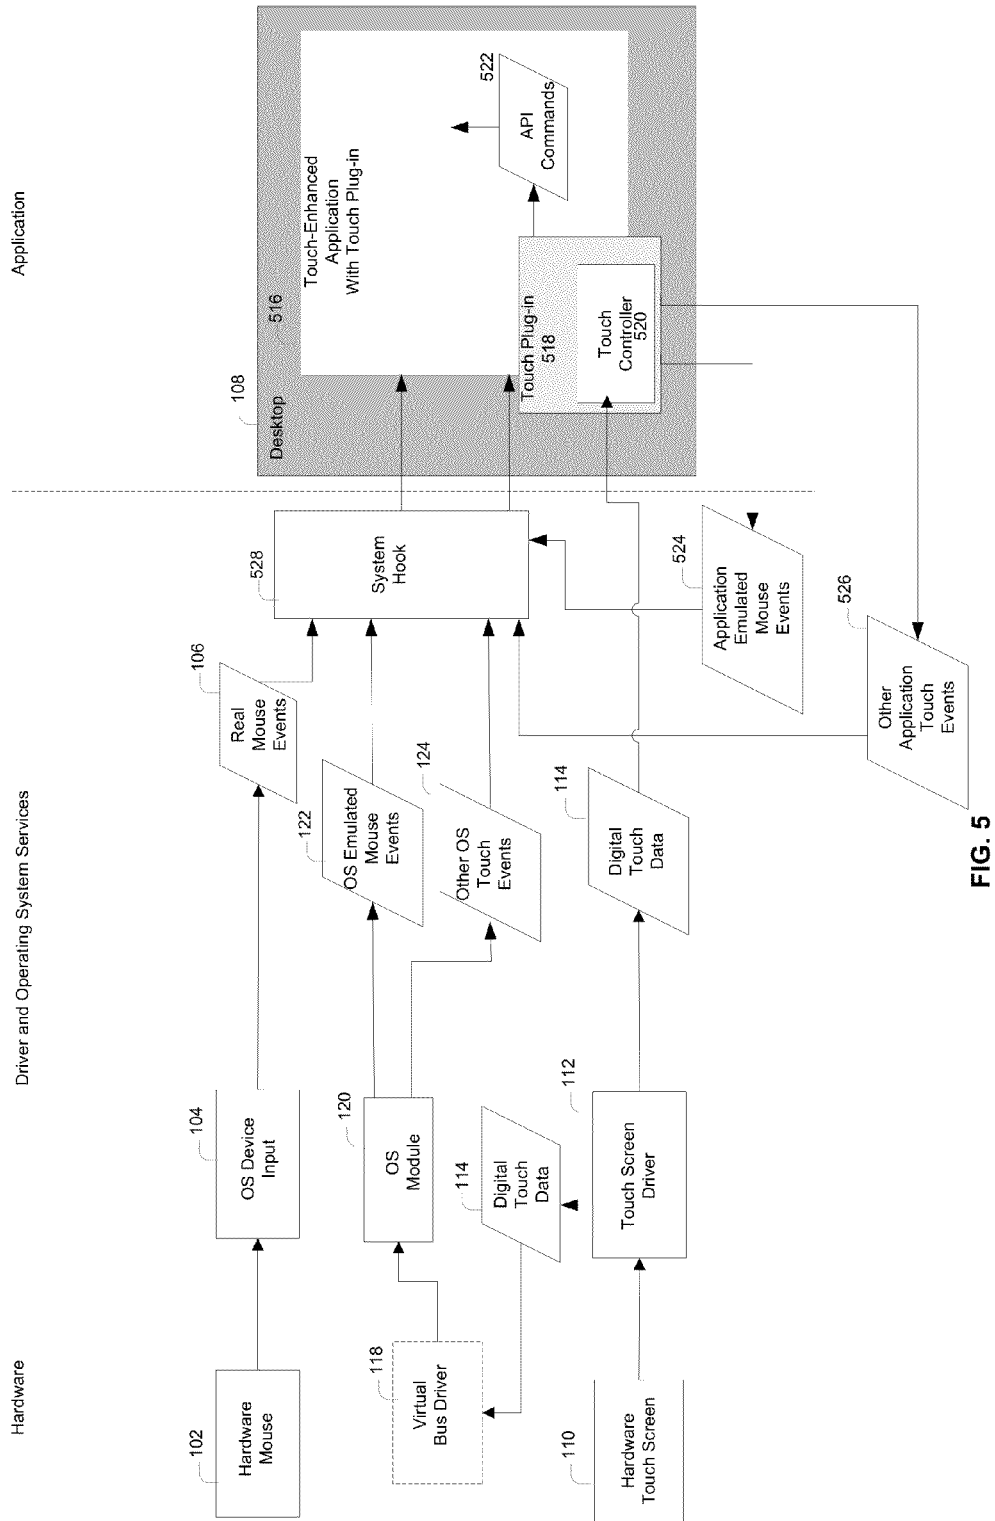 Hardware
Driver and Operating System Services
Application
102
Hardware
Mouse
104
OS Device
Input
106
Real
Mouse
Events
108
Desktop
516
Touch-Enhanced
Application
With Touch Plug-in
528
System
Hook
122
OS Emulated
Mouse
Events
120
OS
Module
118
Virtual
Bus Driver
124
Other OS
Touch
Events
114
Digital
Touch
Data
522
API
Commands
Touch Plug-in
518
Touch
Controller
520
110
Hardware
Touch Screen
112
Touch Screen
Driver
114
Digital
Touch
Data
524
Application
Emulated
Mouse
Events
526
Other
Application
Touch
Events
FIG. 5